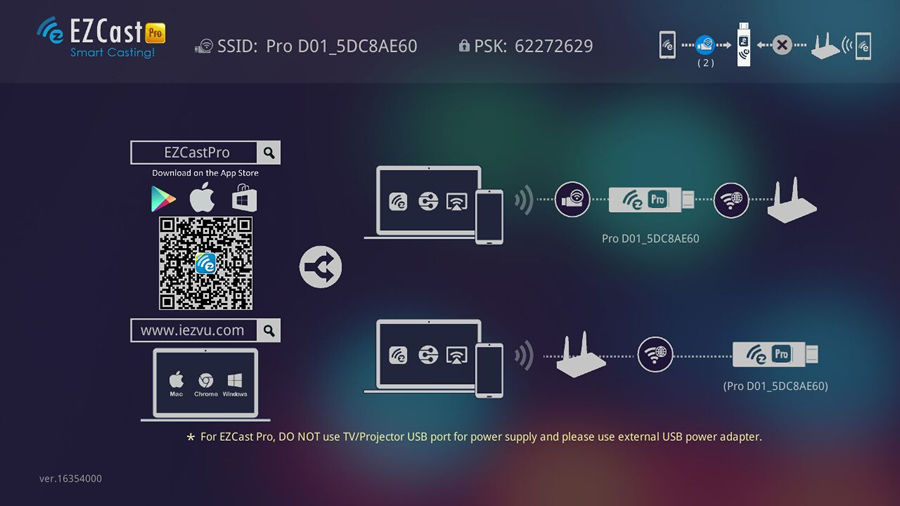 EZCast Pro
Smart Casting!
SSID: Pro D01_5DC8AE60
PSK: 62272629
( 2 )
EZCastPro
Download on the App Store
www.iezvu.com
Mac Chrome Windows
Pro
Pro D01_5DC8AE60
Pro
(Pro D01_5DC8AE60)
* For EZCast Pro, DO NOT use TV/Projector USB port for power supply and please use external USB power adapter.
ver.16354000